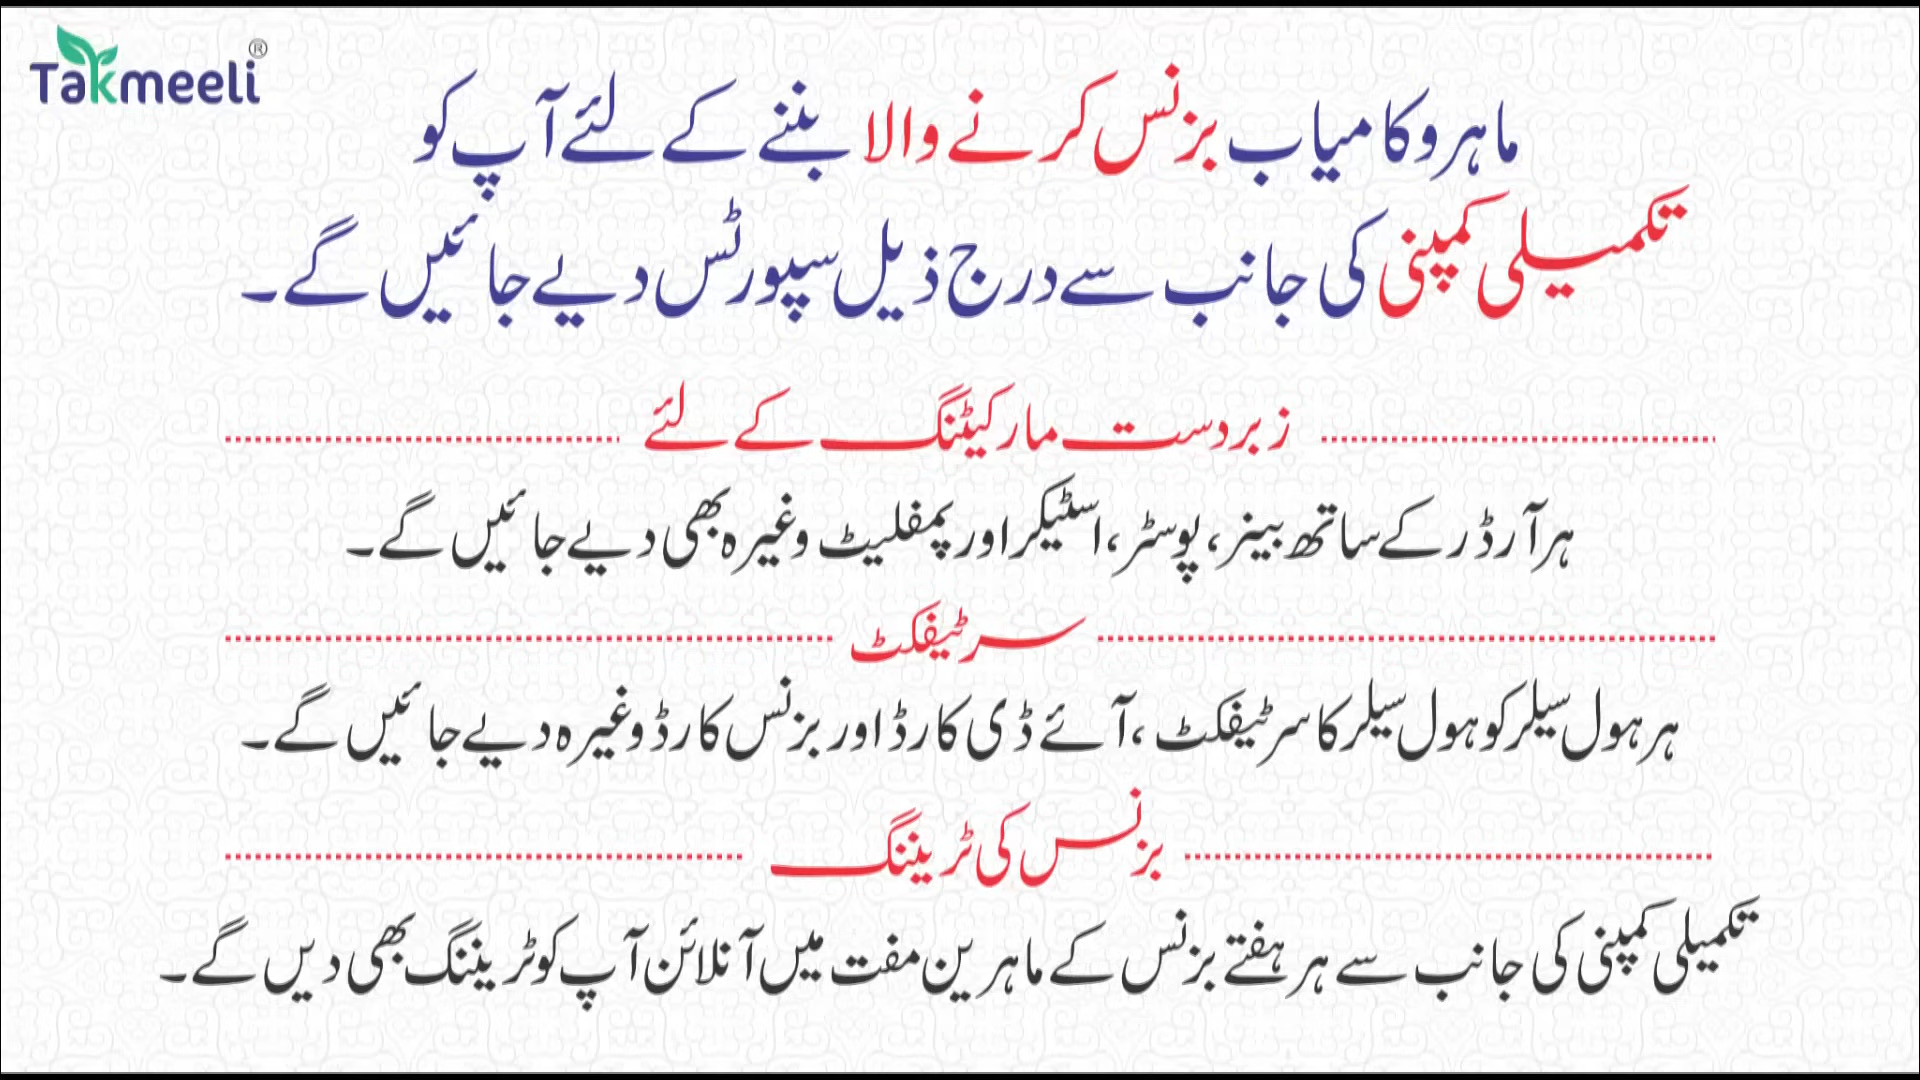 Takmeeli®
ماہر و کامیاب بزنس کرنے والا بننے کے لئے آپ کو
تکمیلی کمپنی کی جانب سے درج ذیل سپورٹس دیے جائیں گے۔
زبردست مارکیٹنگ کے لئے
ہر آرڈر کے ساتھ بینر، پوسٹر، اسٹیکر اور پمفلیٹ وغیرہ بھی دیے جائیں گے۔
سرٹیفکٹ
ہر ہول سیلر کو ہول سیلر کا سرٹیفکٹ ،آئے ڈی کارڈ اور بزنس کارڈ وغیرہ دیے جائیں گے۔
بزنس کی ٹریننگ
تکمیلی کمپنی کی جانب سے ہر ہفتے بزنس کے ماہرین مفت میں آنلائن آپ کو ٹریننگ بھی دیں گے۔